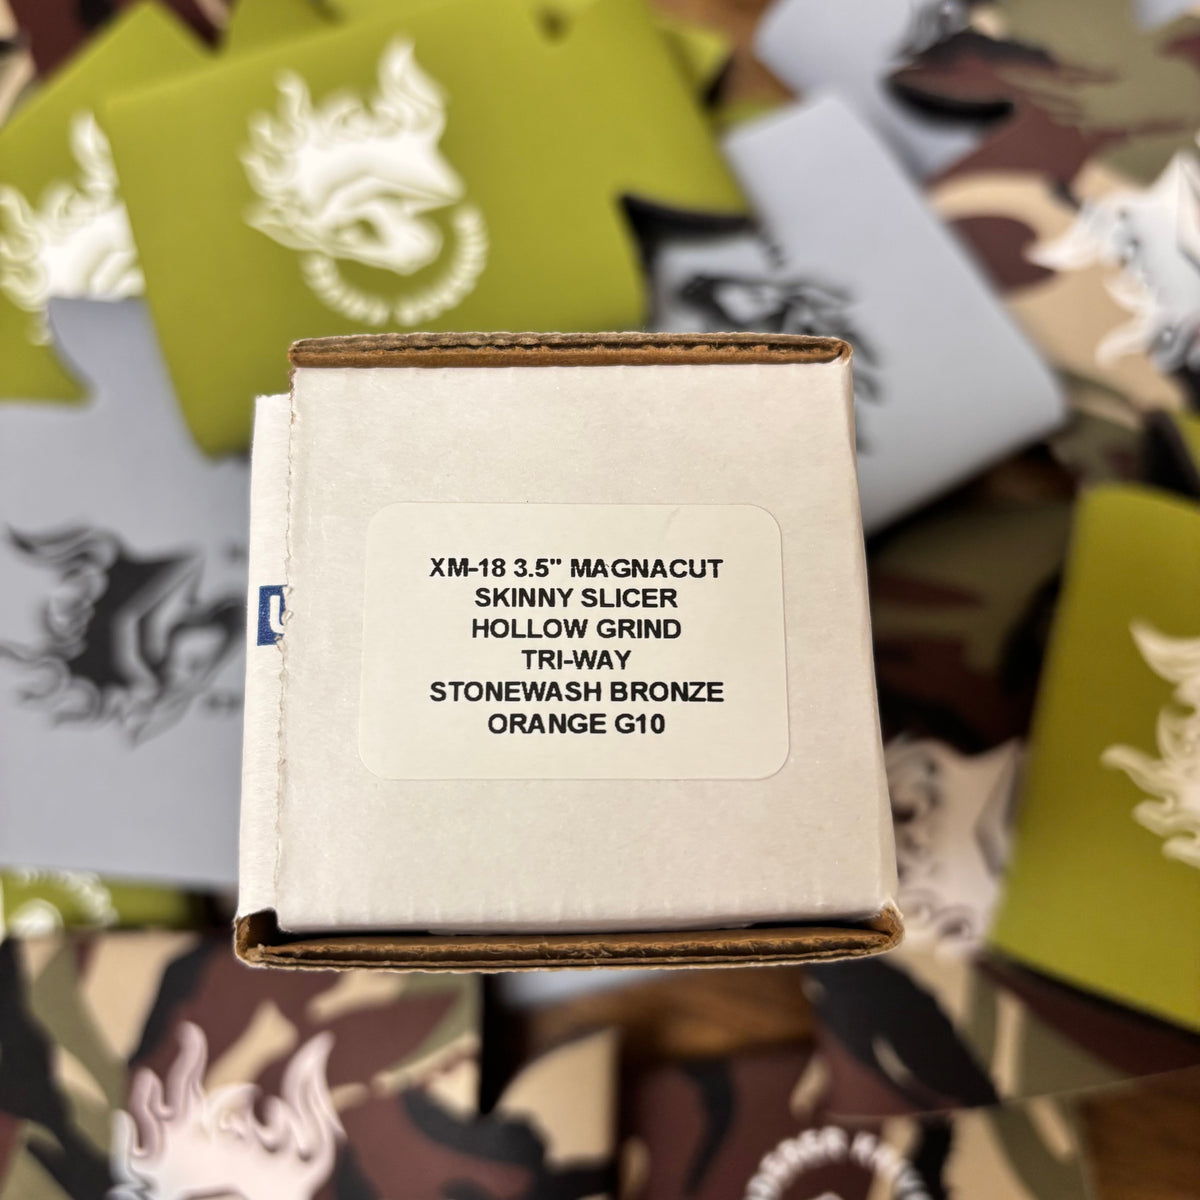 XM-18 3.5" MAGNACUT
SKINNY SLICER
HOLLOW GRIND
TRI-WAY
STONEWASH BRONZE
ORANGE G10